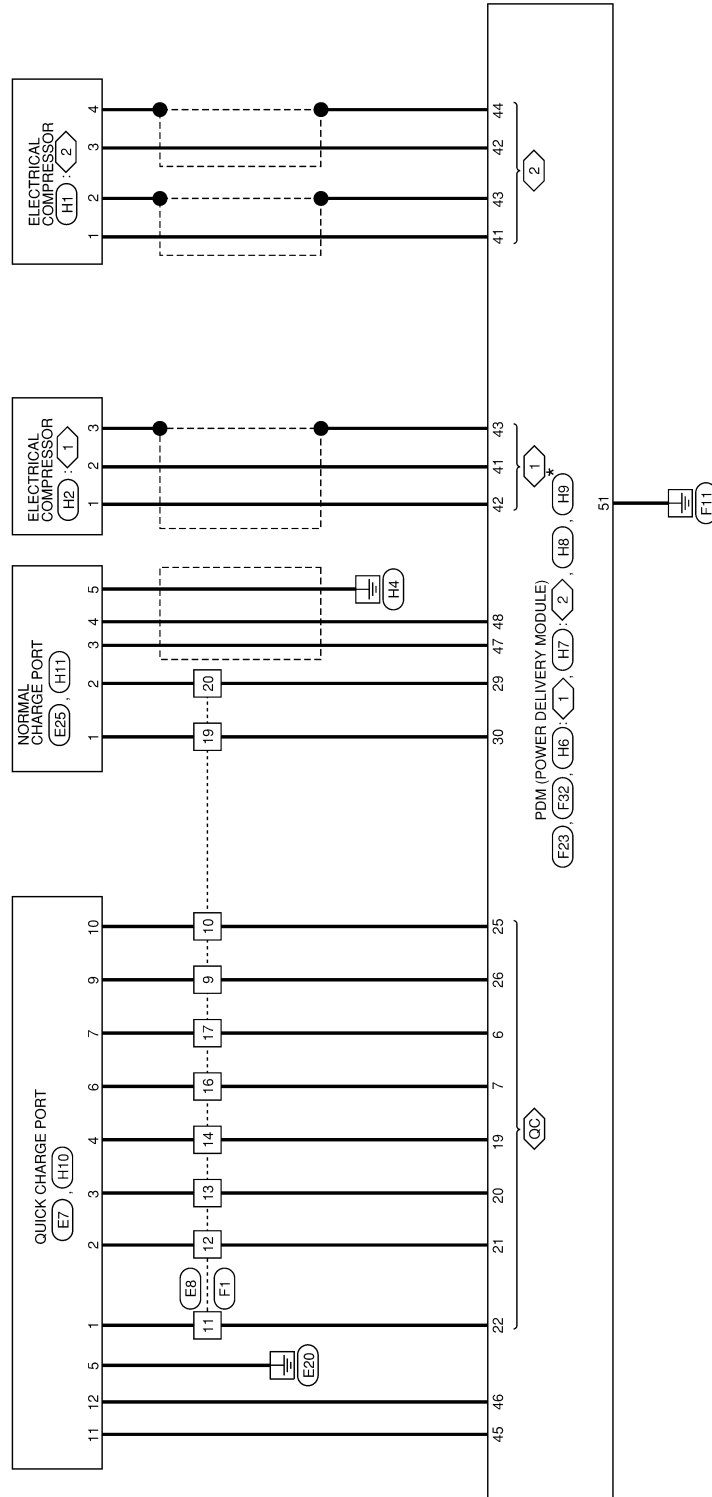 QUICK CHARGE PORT
E7 , H10
11 12 5 1 2 3 4 6 7 9 10
NORMAL
CHARGE PORT
E25 , H11
1 2 3 4 5
ELECTRICAL
COMPRESSOR
H2 : 1
1 2 3
ELECTRICAL
COMPRESSOR
H1 : 2
1 2 3 4
E8
11 12 13 14 16 17 9 10 19 20
F1
E20
H4
45 46 22 21 20 19 7 6 26 25 30 29 47 48 42 41 43 41 43 42 44
QC
1
2
*
PDM (POWER DELIVERY MODULE)
F23 , F32 , H6 : 1 , H7 : 2 , H8 , H9
51
F11